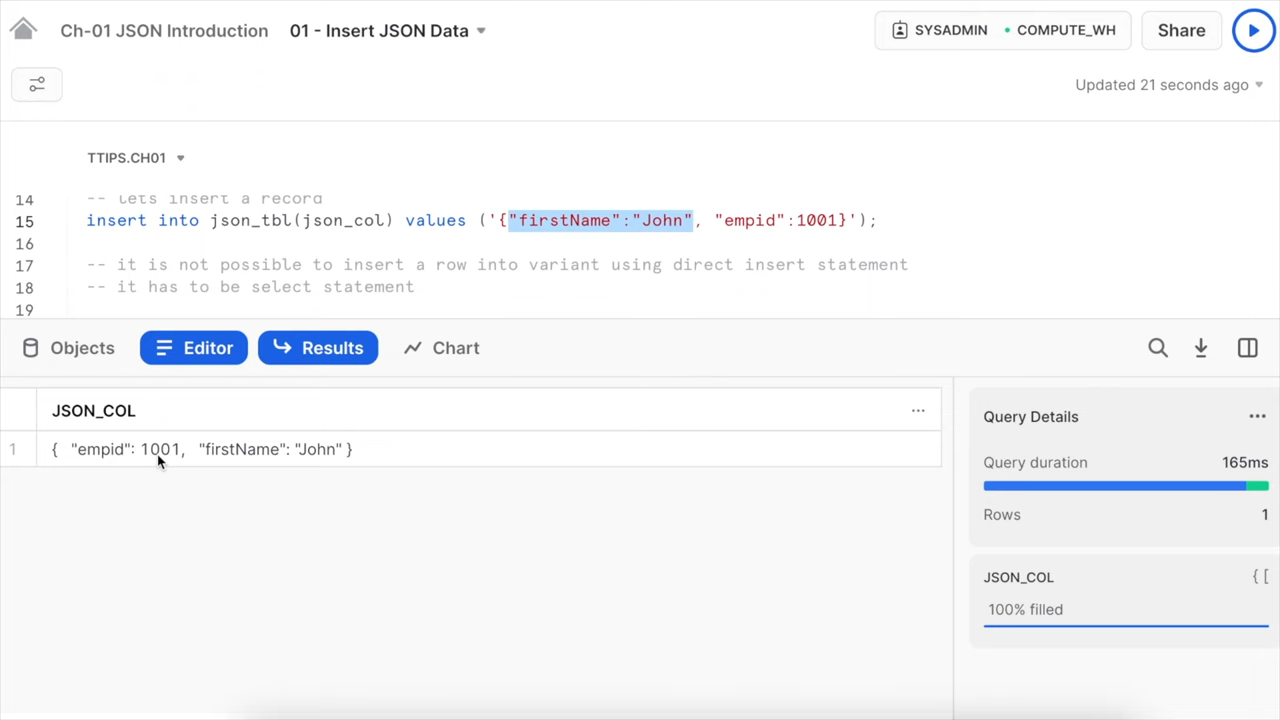 Ch-01 JSON Introduction 01 - Insert JSON Data SYSADMIN COMPUTE_WH Share
Updated 21 seconds ago
TTIPS.CH01
14 -- Lets insert a record
15 insert into json_tbl(json_col) values ('{"firstName":"John", "empid":1001}');
16
17 -- it is not possible to insert a row into variant using direct insert statement
18 -- it has to be select statement
19
Objects Editor Results Chart
JSON_COL ...
1 { "empid": 1001, "firstName": "John" }
Query Details ...
Query duration 165ms
Rows 1
JSON_COL { [
100% filled